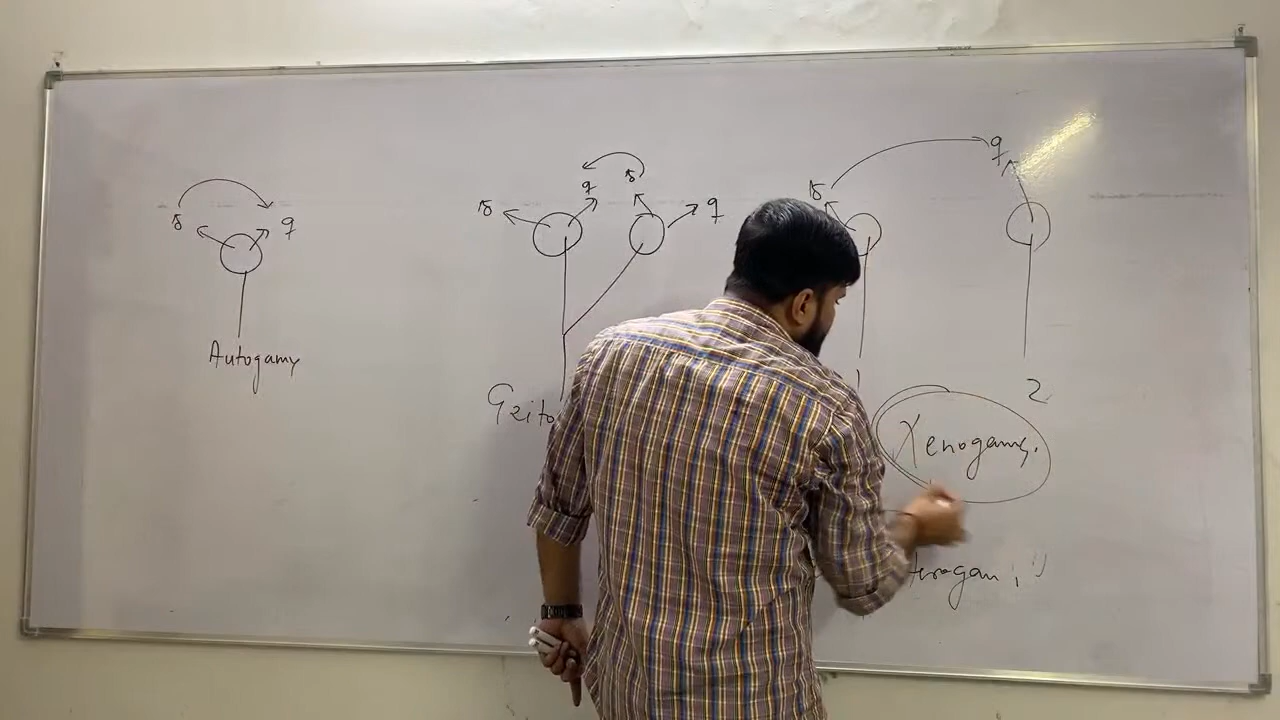 ♂ ♀
Autogamy
♂ ♀ ♂ ♀
Geito
♂ ♀
1 2
Xenogamy.